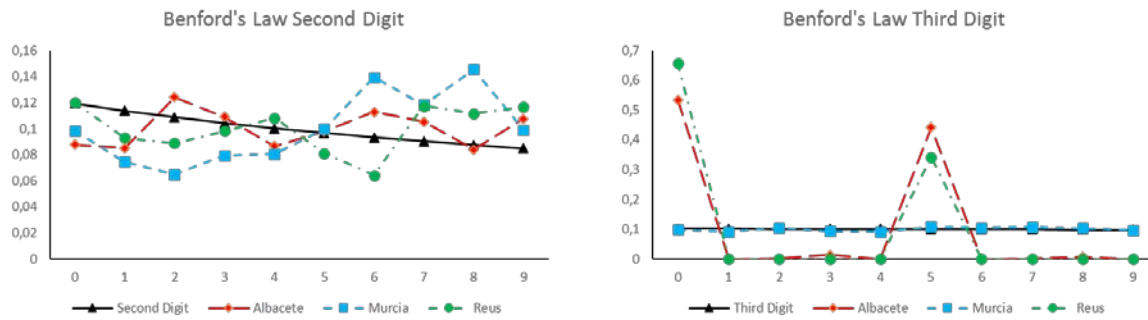 Benford's Law Second Digit
0,16
0,14
0,12
0,1
0,08
0,06
0,04
0,02
0
0 1 2 3 4 5 6 7 8 9
Second Digit Albacete Murcia Reus
Benford's Law Third Digit
0,7
0,6
0,5
0,4
0,3
0,2
0,1
0
0 1 2 3 4 5 6 7 8 9
Third Digit Albacete Murcia Reus